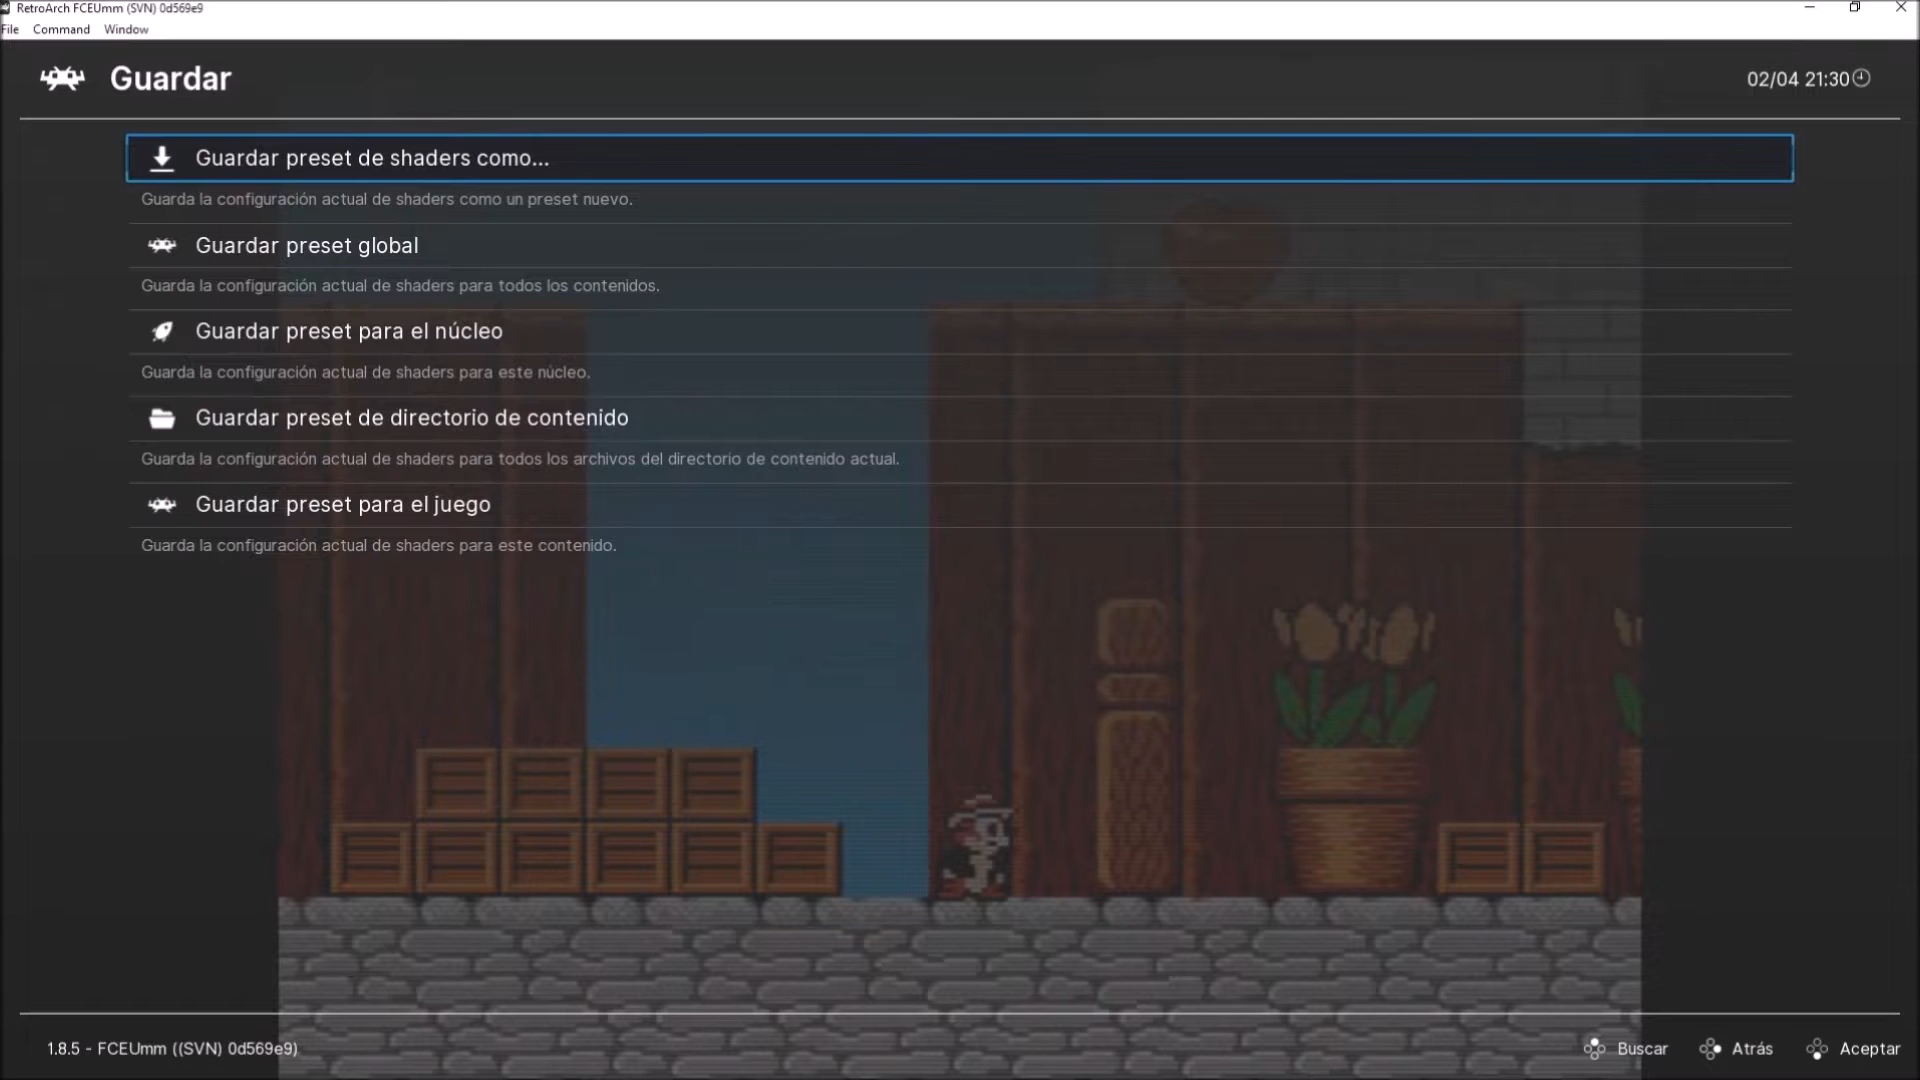 RetroArch FCEUmm (SVN) 0d569e9
File Command Window
Guardar
02/04 21:30
Guardar preset de shaders como...
Guarda la configuración actual de shaders como un preset nuevo.
Guardar preset global
Guarda la configuración actual de shaders para todos los contenidos.
Guardar preset para el núcleo
Guarda la configuración actual de shaders para este núcleo.
Guardar preset de directorio de contenido
Guarda la configuración actual de shaders para todos los archivos del directorio de contenido actual.
Guardar preset para el juego
Guarda la configuración actual de shaders para este contenido.
1.8.5 - FCEUmm ((SVN) 0d569e9)
Buscar Atrás Aceptar